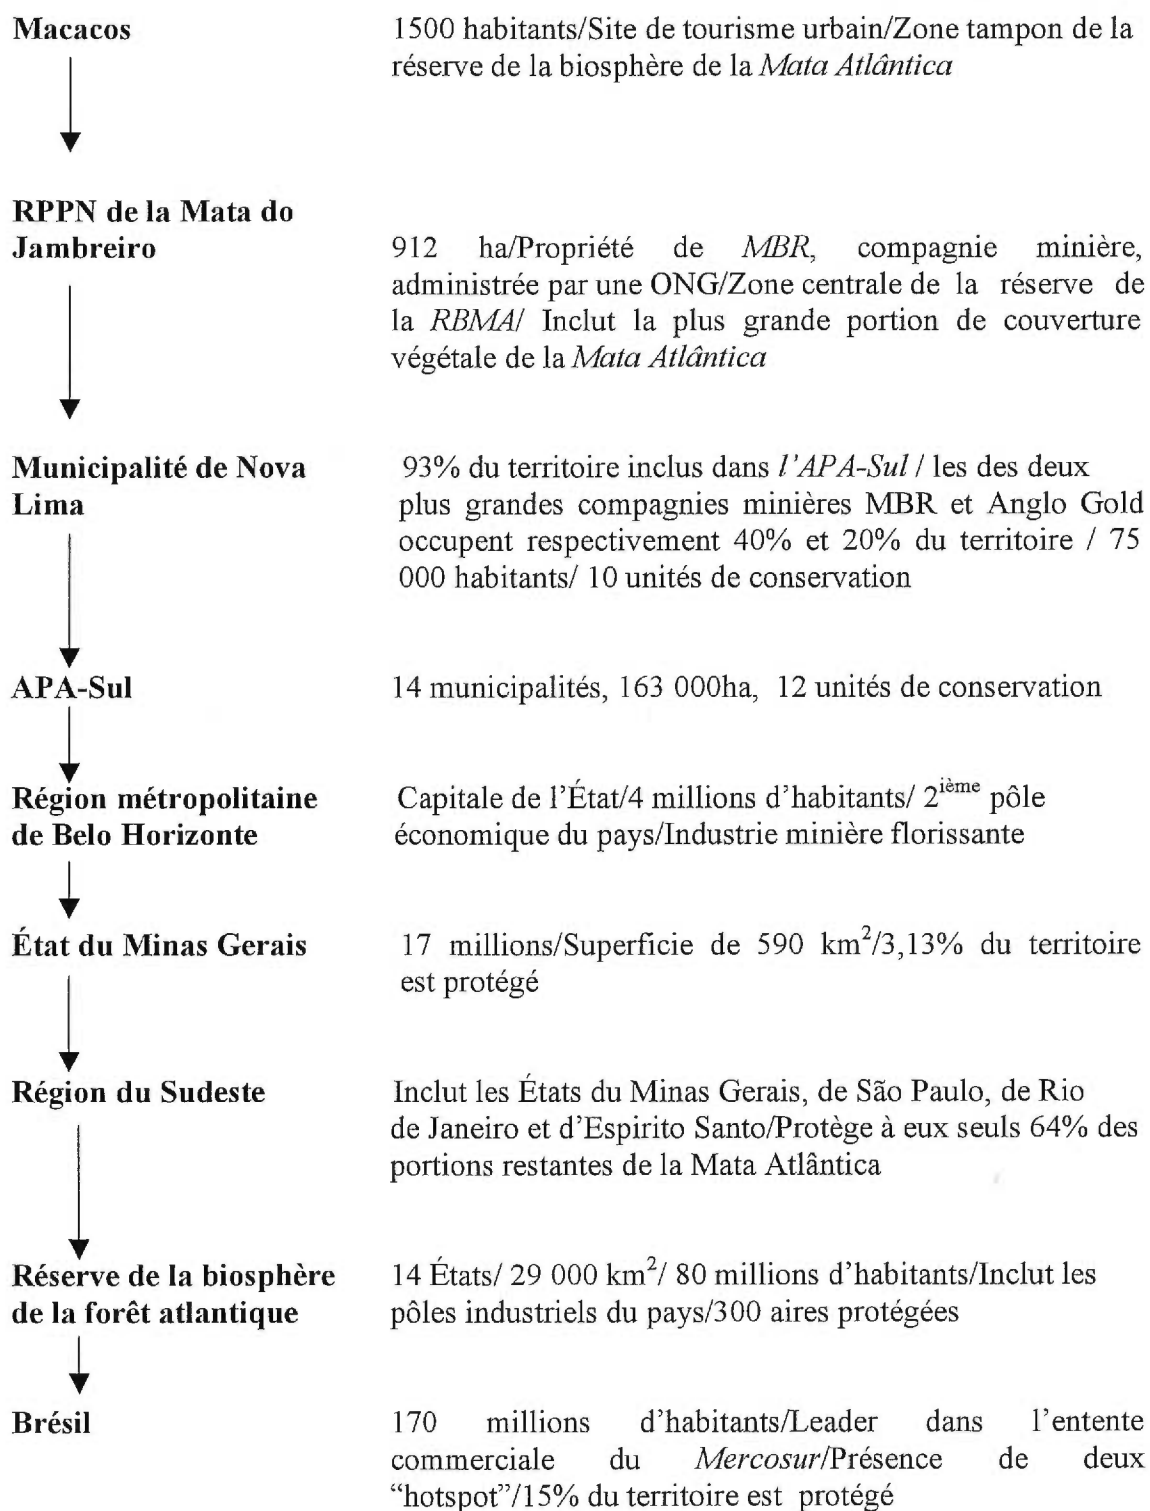 Macacos
1500 habitants/Site de tourisme urbain/Zone tampon de la
réserve de la biosphère de la Mata Atlântica
RPPN de la Mata do
Jambreiro
912 ha/Propriété de MBR, compagnie minière,
administrée par une ONG/Zone centrale de la réserve de
la RBMA/ Inclut la plus grande portion de couverture
végétale de la Mata Atlântica
Municipalité de Nova
Lima
93% du territoire inclus dans l'APA-Sul / les des deux
plus grandes compagnies minières MBR et Anglo Gold
occupent respectivement 40% et 20% du territoire / 75
000 habitants/ 10 unités de conservation
APA-Sul
14 municipalités, 163 000ha, 12 unités de conservation
Région métropolitaine
de Belo Horizonte
Capitale de l'État/4 millions d'habitants/ 2ième pôle
économique du pays/Industrie minière florissante
État du Minas Gerais
17 millions/Superficie de 590 km²/3,13% du territoire
est protégé
Région du Sudeste
Inclut les États du Minas Gerais, de São Paulo, de Rio
de Janeiro et d'Espirito Santo/Protège à eux seuls 64% des
portions restantes de la Mata Atlântica
Réserve de la biosphère
de la forêt atlantique
14 États/ 29 000 km²/ 80 millions d'habitants/Inclut les
pôles industriels du pays/300 aires protégées
Brésil
170 millions d'habitants/Leader dans l'entente
commerciale du Mercosur/Présence de deux
“hotspot”/15% du territoire est protégé